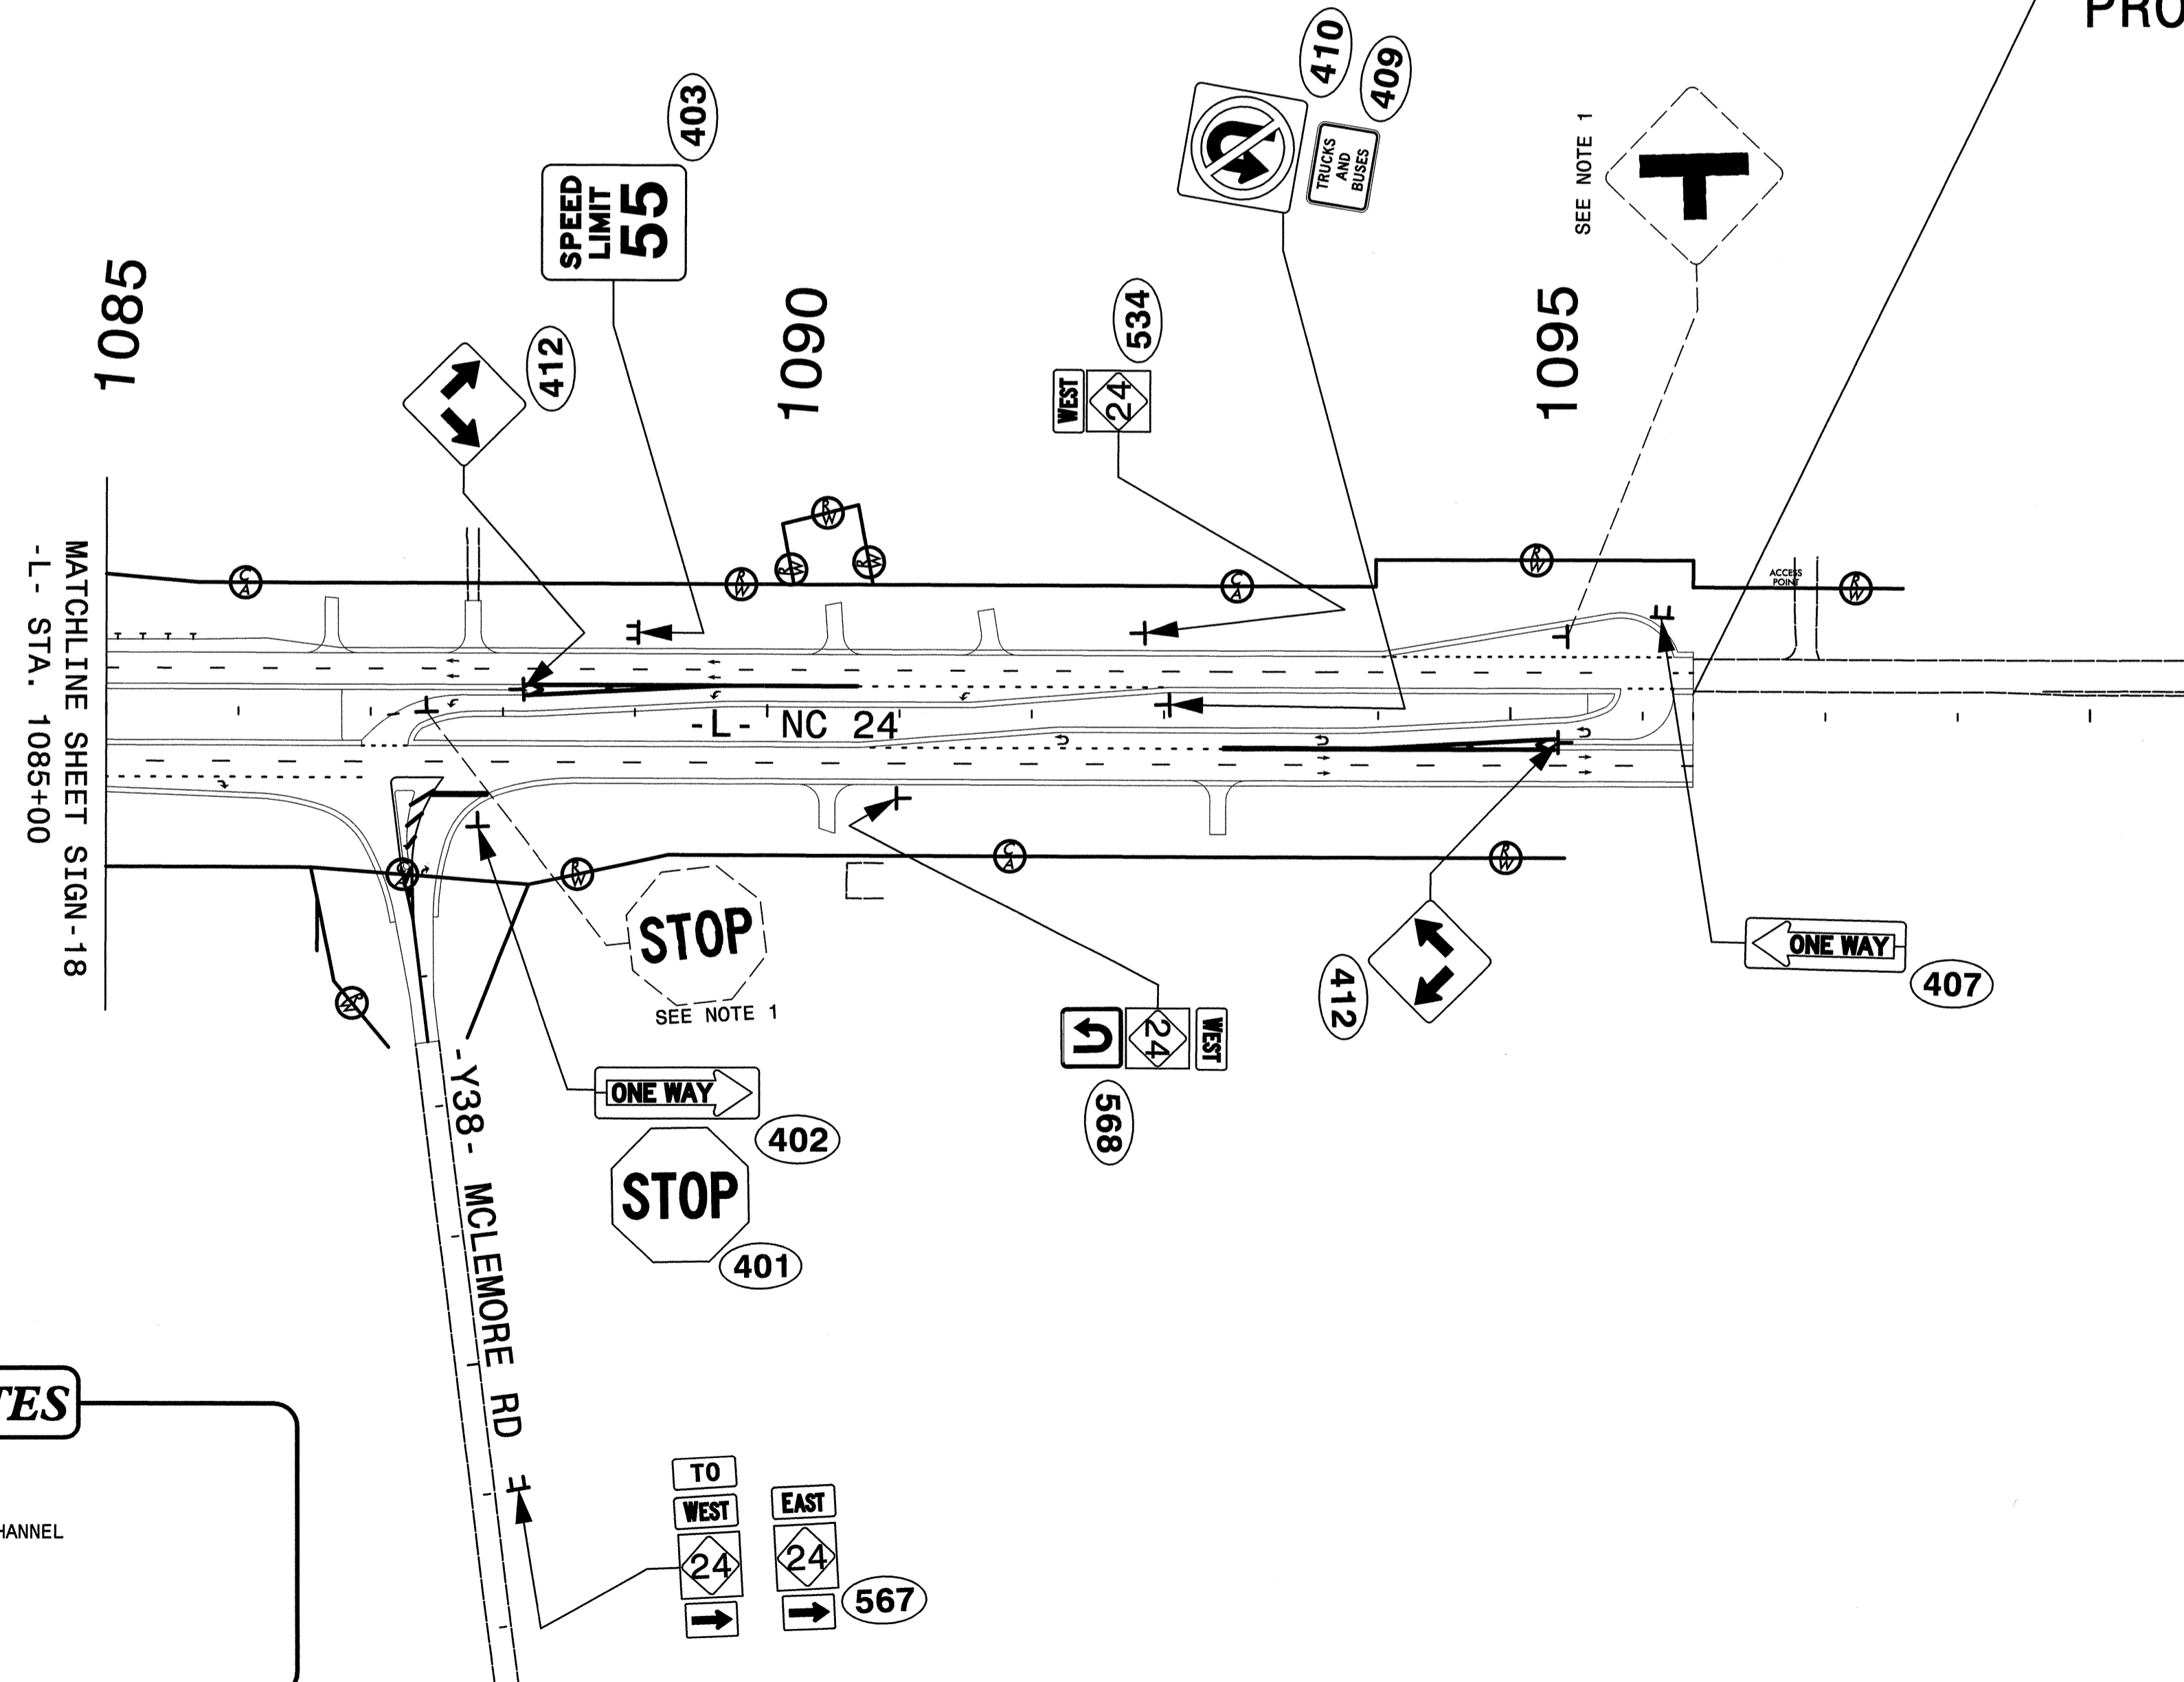 PRO
410
409
403
TRUCKS
AND
BUSES
SEE NOTE 1
SPEED
LIMIT
55
1085
1090
1095
412
534
WEST
24
MATCHLINE SHEET SIGN-18
-L- STA. 1085+00
C
A
R
W
R
W
R
W
R
W
C
A
R
W
ACCESS
POINT
R
W
-L- NC 24
C
A
R
W
C
A
R
W
R
W
STOP
SEE NOTE 1
412
ONE WAY
407
24
WEST
568
ONE WAY
402
STOP
401
-Y38- MCLEMORE RD
TES
HANNEL
TO
WEST
24
EAST
24
567